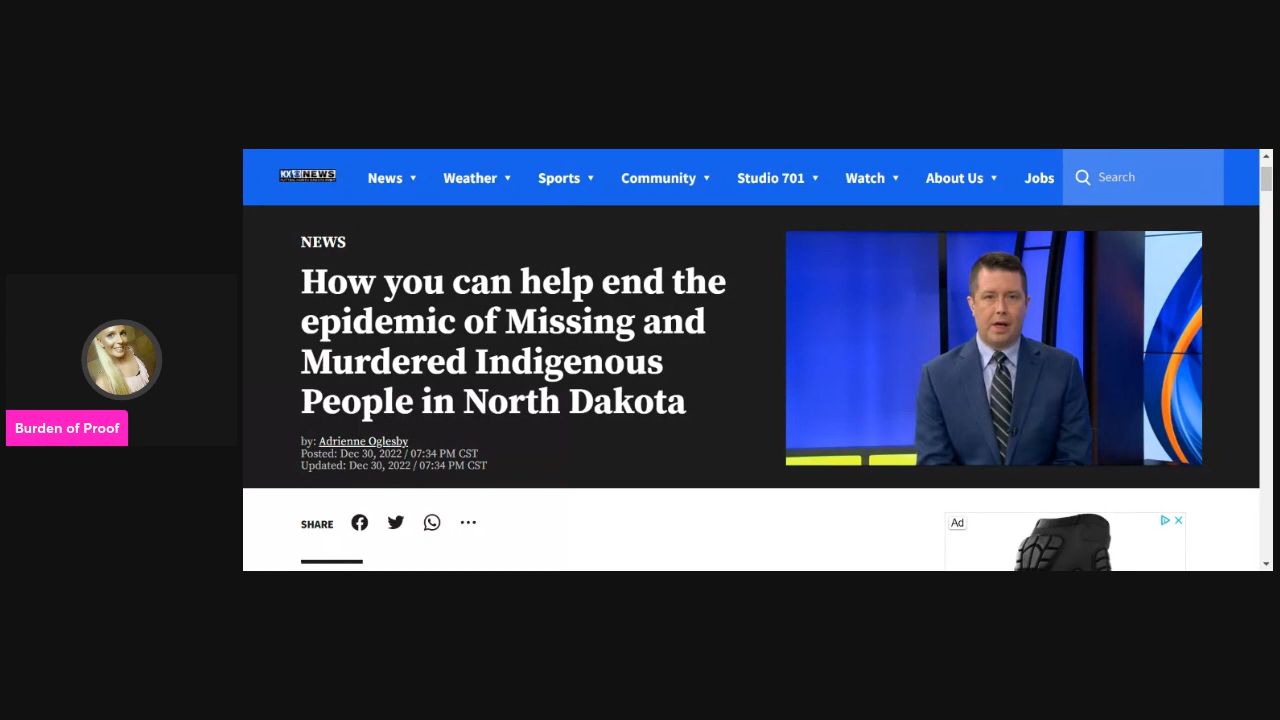 KX NEWS
News
Weather
Sports
Community
Studio 701
Watch
About Us
Jobs
Search
NEWS
How you can help end the
epidemic of Missing and
Murdered Indigenous
People in North Dakota
by: Adrienne Oglesby
Posted: Dec 30, 2022 / 07:34 PM CST
Updated: Dec 30, 2022 / 07:34 PM CST
Burden of Proof
SHARE
Ad